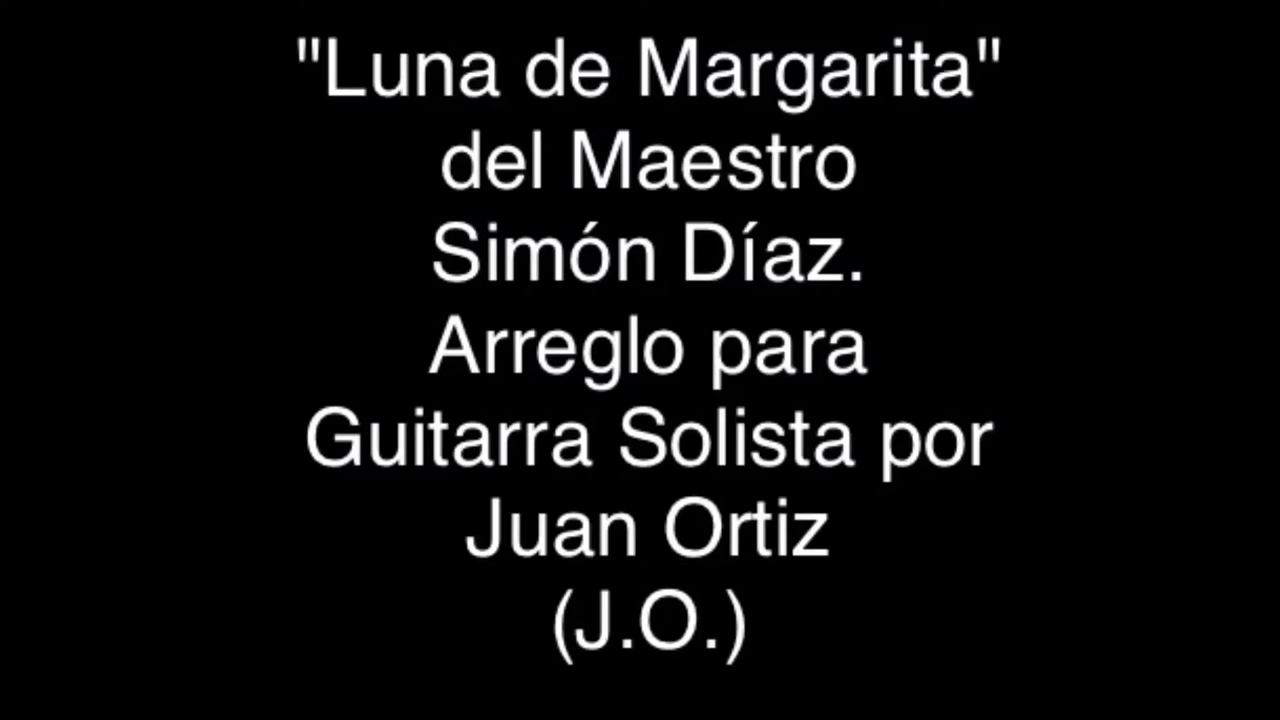 "Luna de Margarita"
del Maestro
Simón Díaz.
Arreglo para
Guitarra Solista por
Juan Ortiz
(J.O.)